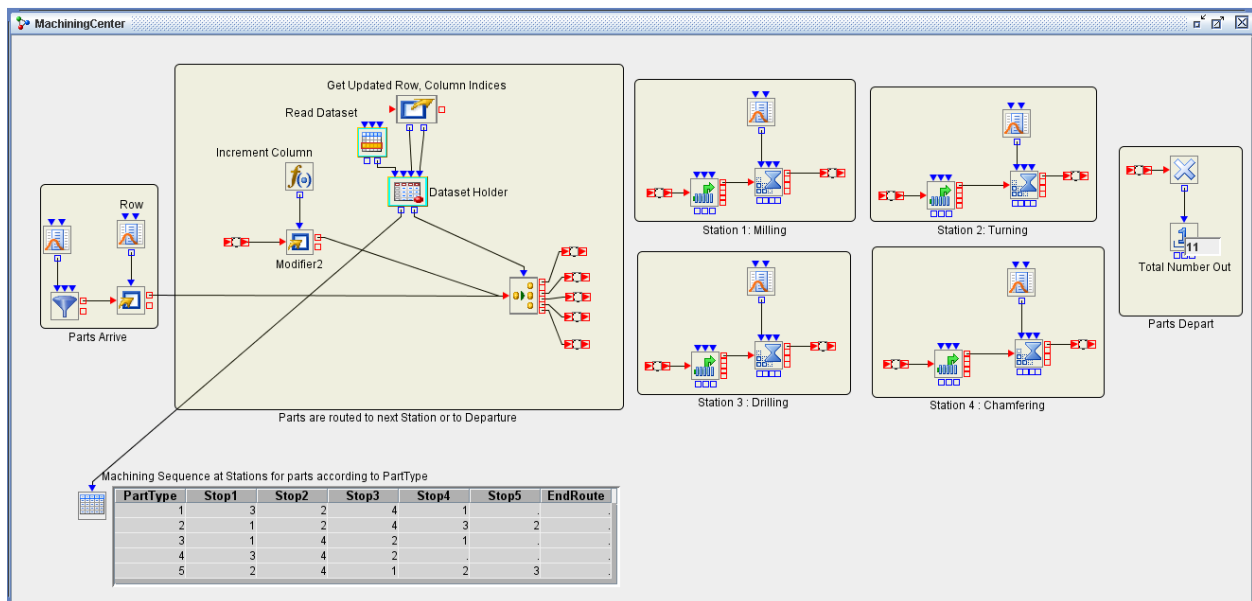 MachiningCenter
Get Updated Row, Column Indices
Read Dataset
Increment Column
Dataset Holder
Row
Modifier2
Parts Arrive
Parts are routed to next Station or to Departure
Station 1: Milling
Station 2: Turning
Station 3 : Drilling
Station 4 : Chamfering
11
Total Number Out
Parts Depart
Machining Sequence at Stations for parts according to PartType
PartType Stop1 Stop2 Stop3 Stop4 Stop5 EndRoute
1 3 2 4 1 . .
2 1 2 4 3 2 .
3 1 4 2 1 . .
4 3 4 2 . . .
5 2 4 1 2 3 .